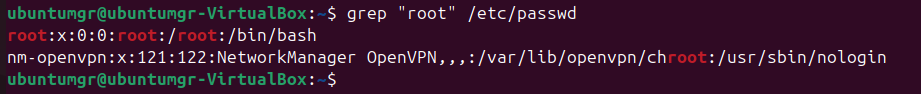 ubuntumgr@ubuntumgr-VirtualBox:~$ grep "root" /etc/passwd
root:x:0:0:root:/root:/bin/bash
nm-openvpn:x:121:122:NetworkManager OpenVPN,,,:/var/lib/openvpn/chroot:/usr/sbin/nologin
ubuntumgr@ubuntumgr-VirtualBox:~$